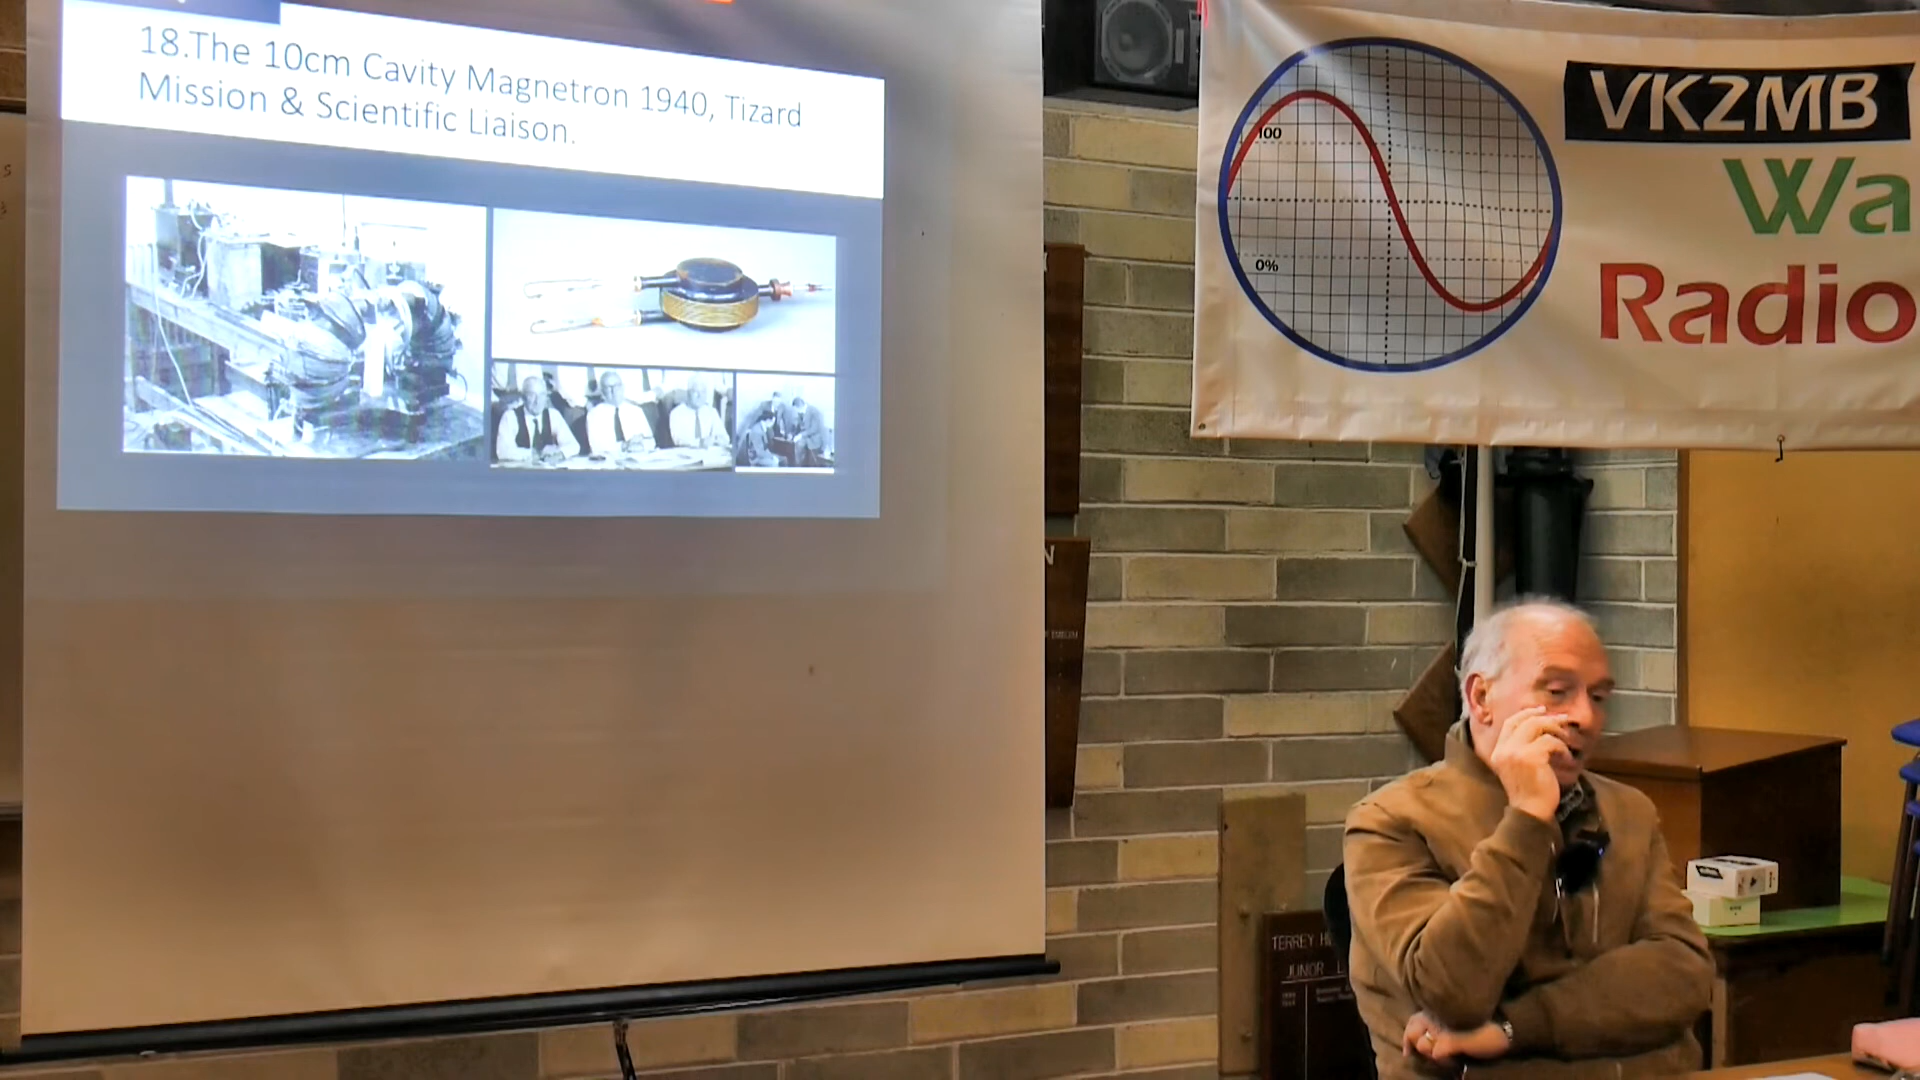 18.The 10cm Cavity Magnetron 1940, Tizard
Mission & Scientific Liaison.
VK2MB
Wa
Radio
100
0%
N
TERREY H
JUNIOR L